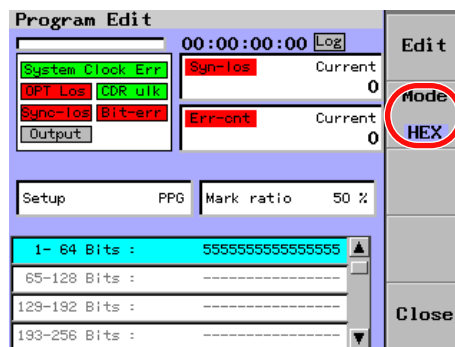 Program Edit
00:00:00:00 Log
Edit
System Clock Err
OPT Los CDR ulk
Sync-los Bit-err
Output
Syn-los Current
0
Err-cnt Current
0
Mode
HEX
Setup PPG
Mark ratio 50 %
1- 64 Bits : 5555555555555555
65-128 Bits : ----------------
129-192 Bits : ----------------
193-256 Bits : ----------------
Close